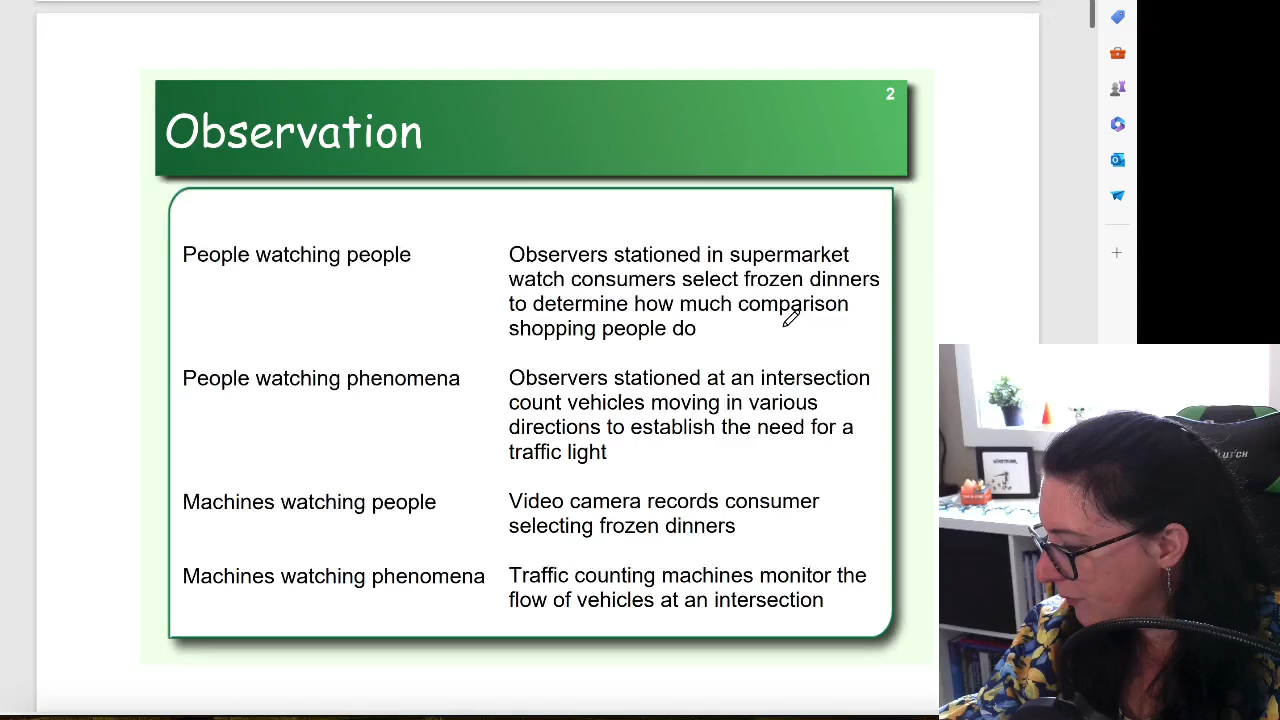 2
Observation
People watching people
Observers stationed in supermarket
watch consumers select frozen dinners
to determine how much comparison
shopping people do
People watching phenomena
Observers stationed at an intersection
count vehicles moving in various
directions to establish the need for a
traffic light
Machines watching people
Video camera records consumer
selecting frozen dinners
Machines watching phenomena
Traffic counting machines monitor the
flow of vehicles at an intersection